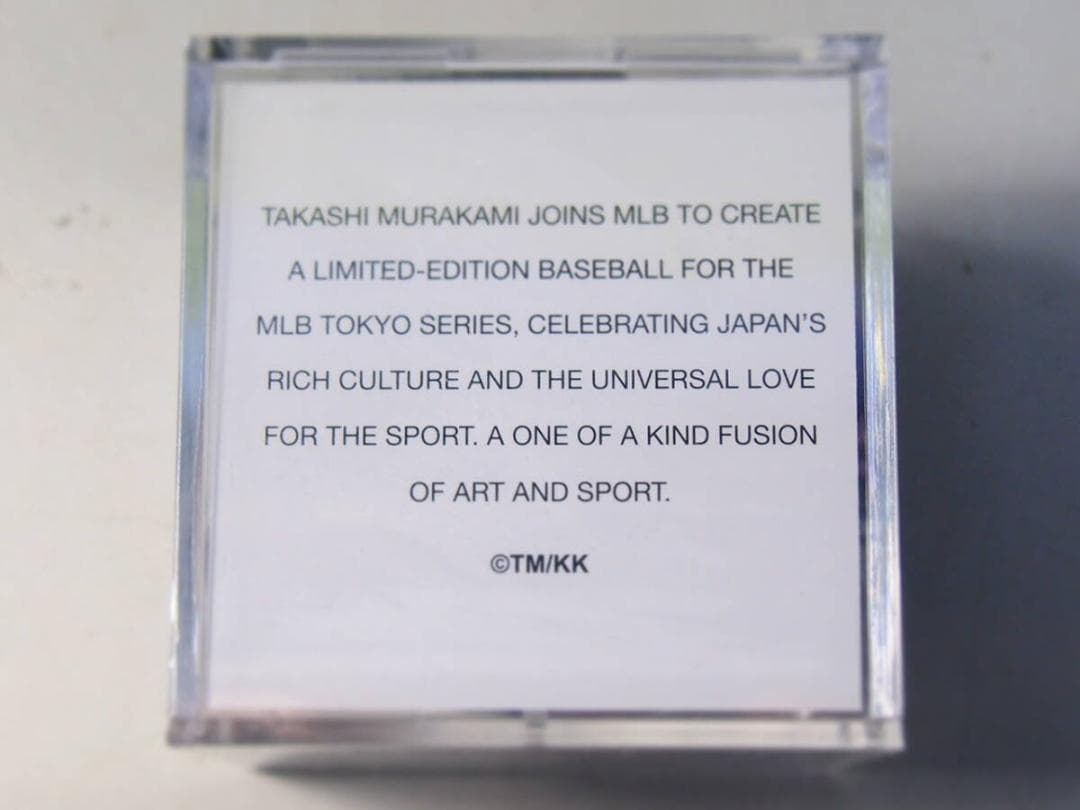 TAKASHI MURAKAMI JOINS MLB TO CREATE
A LIMITED-EDITION BASEBALL FOR THE
MLB TOKYO SERIES, CELEBRATING JAPAN'S
RICH CULTURE AND THE UNIVERSAL LOVE
FOR THE SPORT. A ONE OF A KIND FUSION
OF ART AND SPORT.
©TM/KK